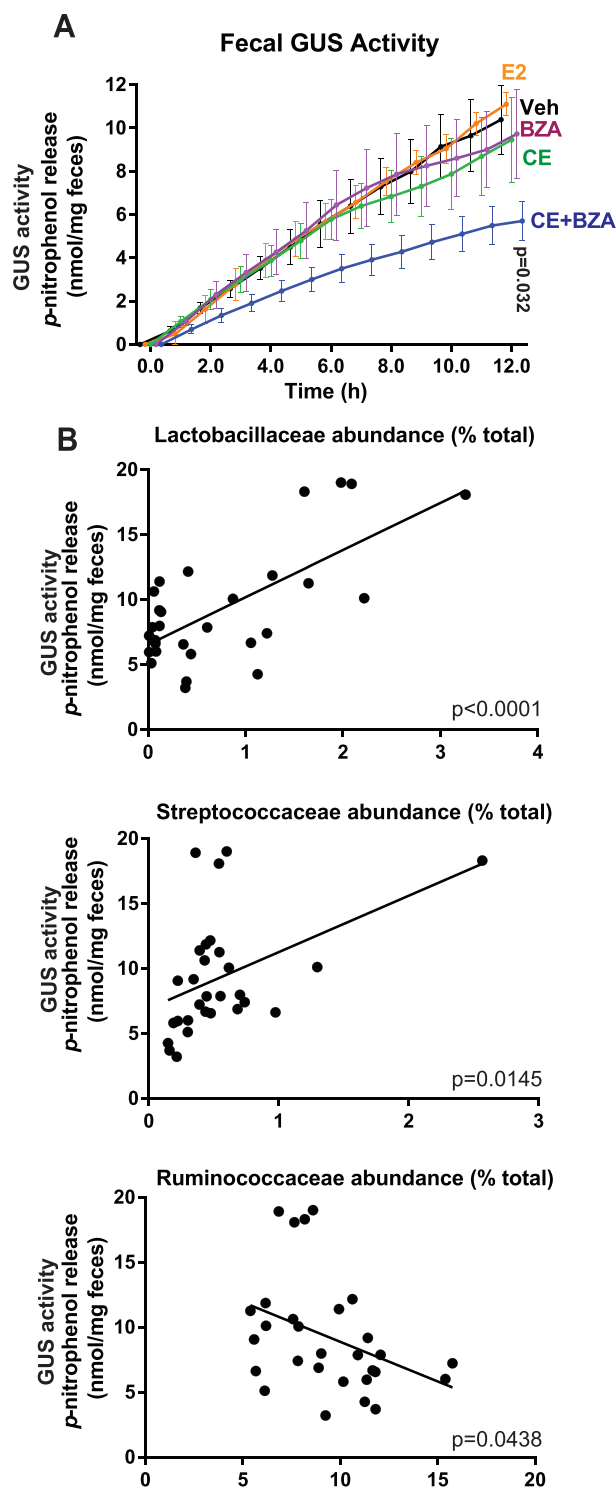 A
Fecal GUS Activity
GUS activity
p-nitrophenol release
(nmol/mg feces)
12
10
8
6
4
2
0
E2
Veh
BZA
CE
CE+BZA
p=0.032
0.0 2.0 4.0 6.0 8.0 10.0 12.0
Time (h)
B
Lactobacillaceae abundance (% total)
GUS activity
p-nitrophenol release
(nmol/mg feces)
20
15
10
5
0
p<0.0001
0 1 2 3 4
Streptococcaceae abundance (% total)
GUS activity
p-nitrophenol release
(nmol/mg feces)
20
15
10
5
0
p=0.0145
0 1 2 3
Ruminococcaceae abundance (% total)
GUS activity
p-nitrophenol release
(nmol/mg feces)
20
15
10
5
0
p=0.0438
0 5 10 15 20